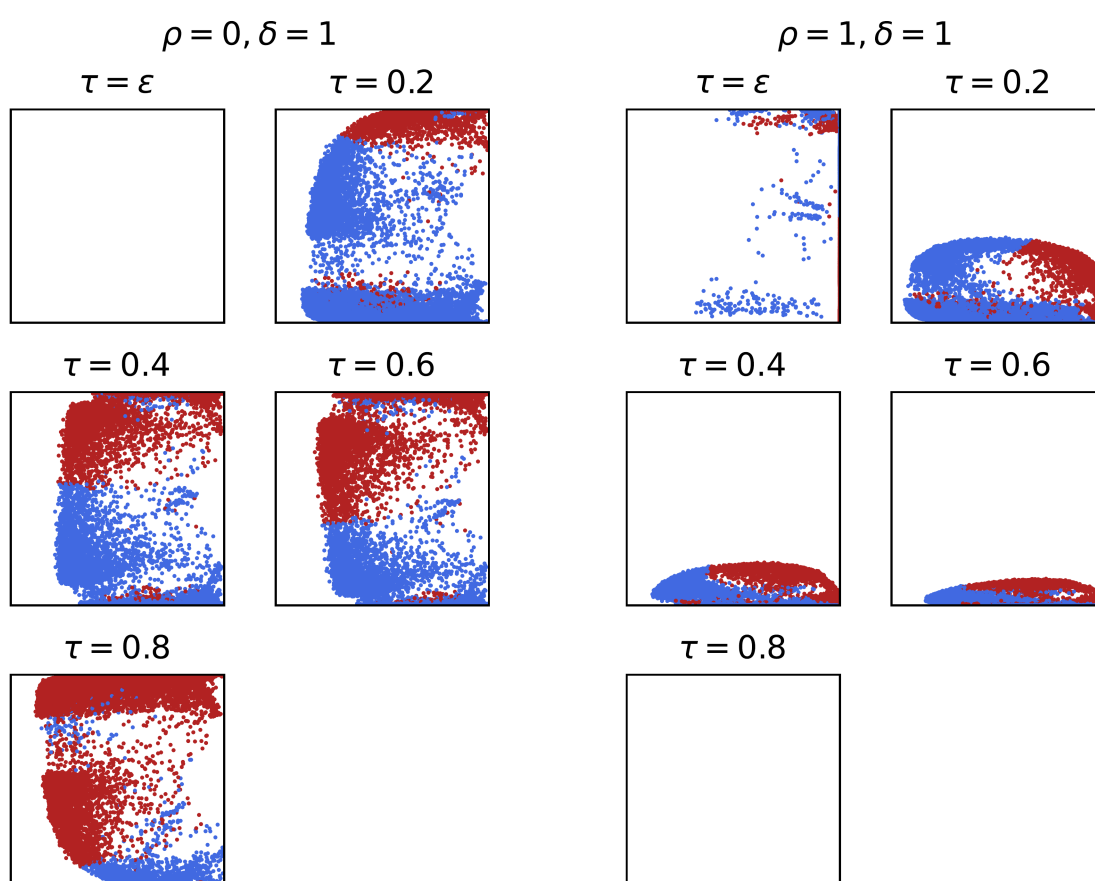 ρ = 0, δ = 1
τ = ε
τ = 0.2
τ = 0.4
τ = 0.6
τ = 0.8
ρ = 1, δ = 1
τ = ε
τ = 0.2
τ = 0.4
τ = 0.6
τ = 0.8